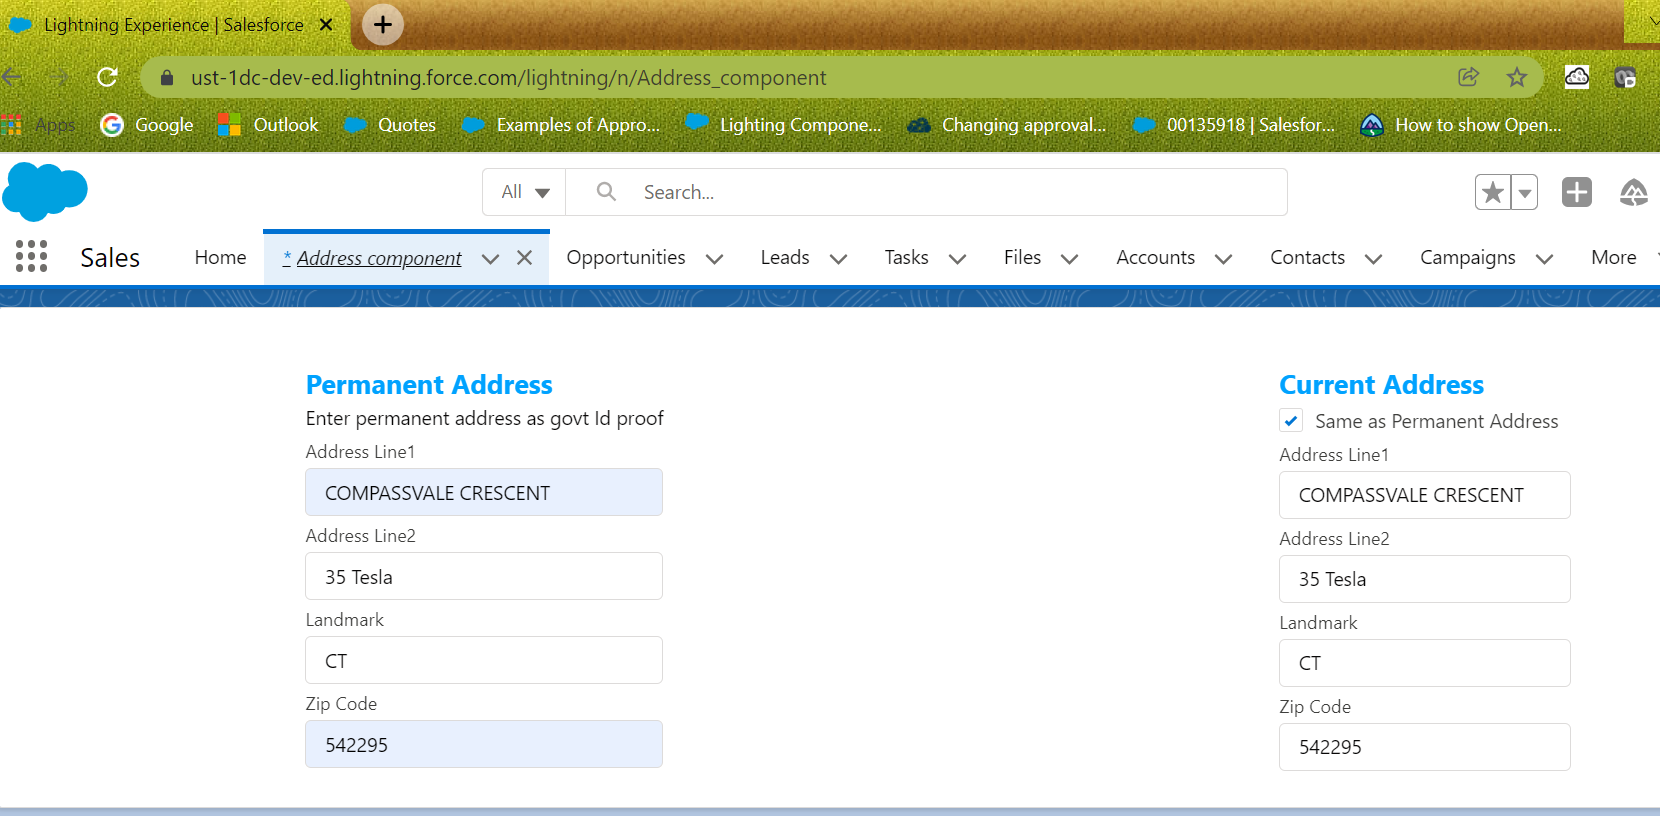 Lightning Experience | Salesforce
ust-1dc-dev-ed.lightning.force.com/lightning/n/Address_component
Apps Google Outlook Quotes Examples of Appro... Lighting Compone... Changing approval... 00135918 | Salesfor... How to show Open...
All Search...
Sales Home * Address component Opportunities Leads Tasks Files Accounts Contacts Campaigns More
Permanent Address
Enter permanent address as govt Id proof
Address Line1
COMPASSVALE CRESCENT
Address Line2
35 Tesla
Landmark
CT
Zip Code
542295
Current Address
Same as Permanent Address
Address Line1
COMPASSVALE CRESCENT
Address Line2
35 Tesla
Landmark
CT
Zip Code
542295